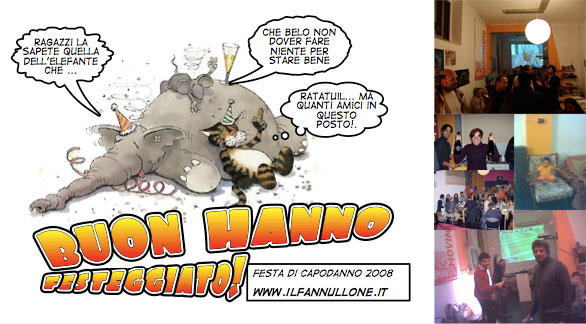 RAGAZZI LA
SAPETE QUELLA
DELL'ELEFANTE
CHE ...
CHE BELO NON
DOVER FARE
NIENTE PER
STARE BENE
RATATUIL... MA
QUANTI AMICI IN
QUESTO
POSTO!.
BUON HANNO
FESTEGGIATO!
FESTA DI CAPODANNO 2008
WWW.ILFANNULLONE.IT